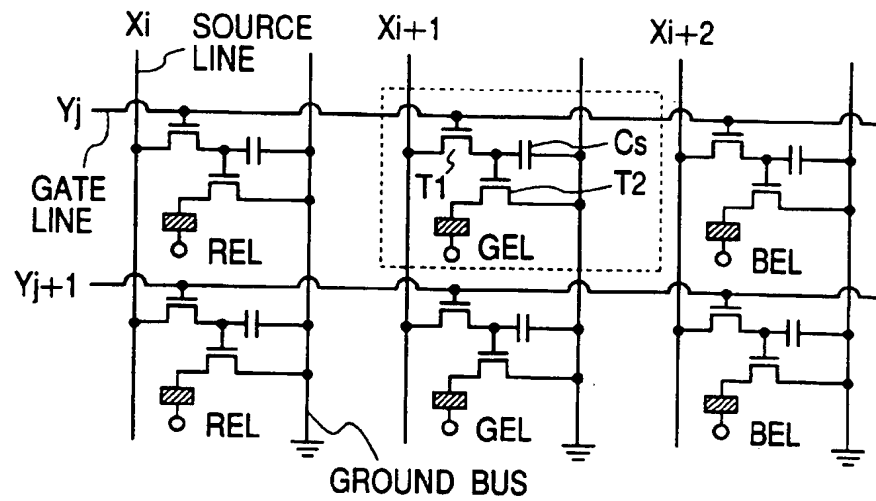 Xi
SOURCE
LINE
Xi+1
Xi+2
Yj
Cs
T1
T2
GATE
LINE
REL
GEL
BEL
Yj+1
REL
GEL
BEL
GROUND BUS